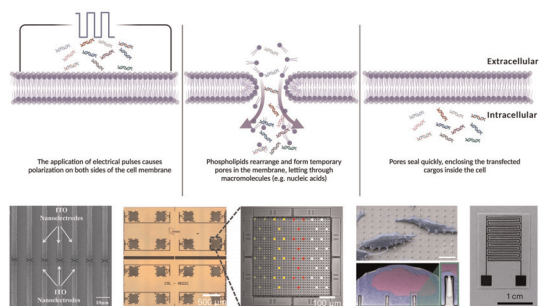 Extracellular
Intracellular
The application of electrical pulses causes
polarization on both sides of the cell membrane
Phospholipids rearrange and form temporary
pores in the membrane, letting through
macromolecules (e.g. nucleic acids)
Pores seal quickly, enclosing the transfected
cargos inside the cell
ITO
Nanoelectrodes
ITO
Nanoelectrodes
10μm
500 μm
100 μm
1 cm